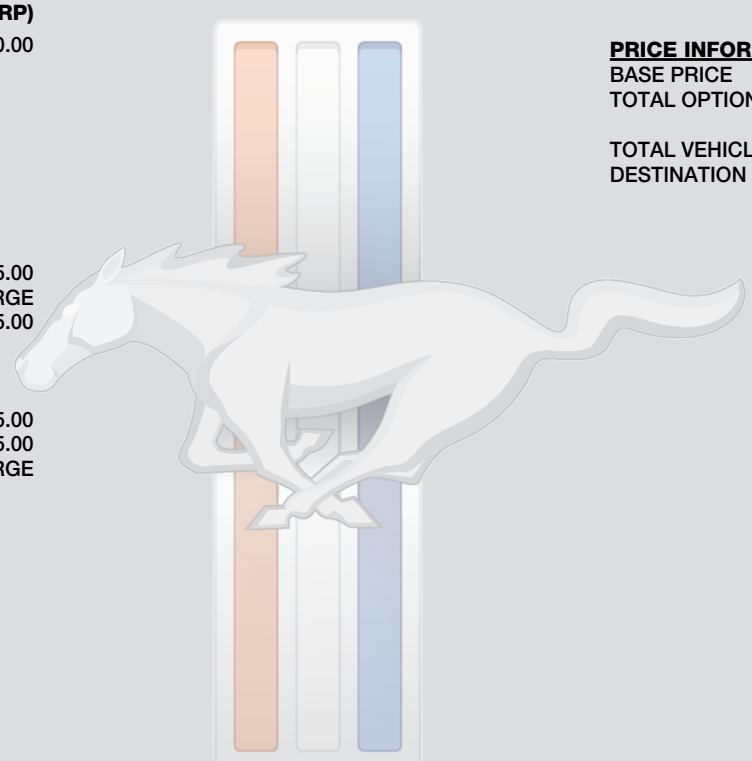 RP)
0.00
5.00
RGE
5.00
5.00
5.00
RGE
PRICE INFOR
BASE PRICE
TOTAL OPTION
TOTAL VEHICL
DESTINATION